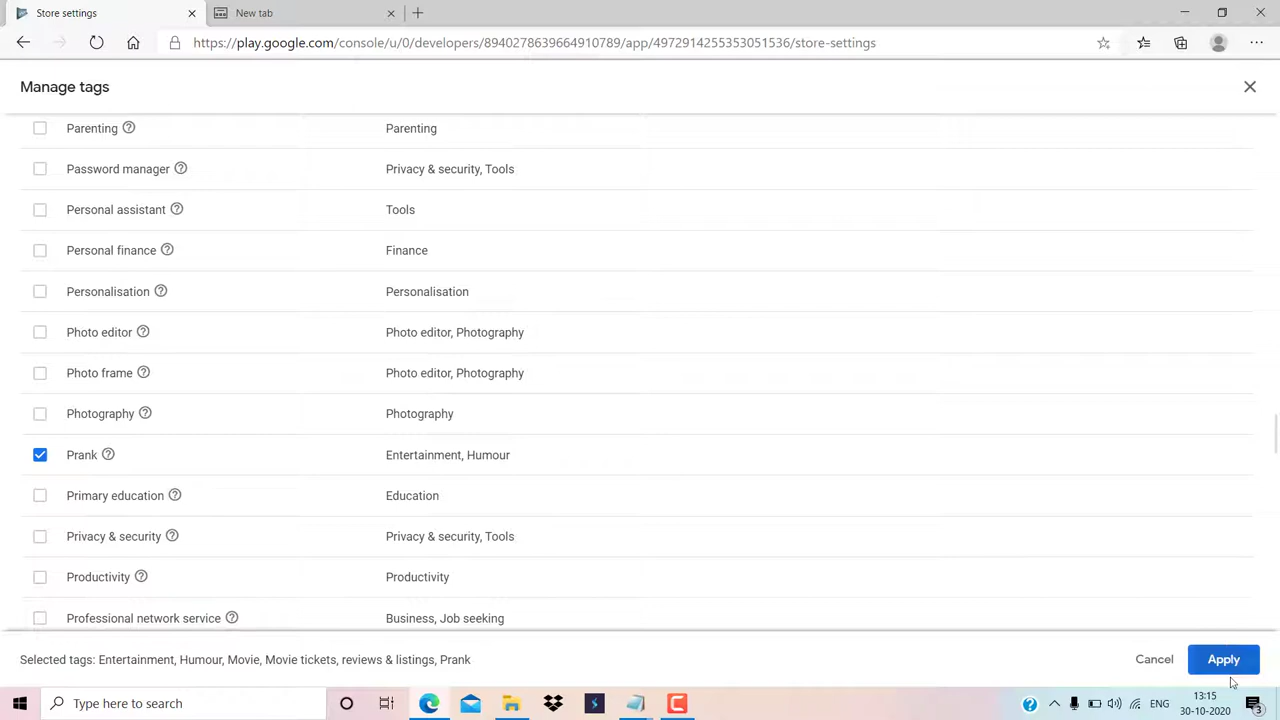 Store settings
New tab
https://play.google.com/console/u/0/developers/8940278639664910789/app/4972914255353051536/store-settings
Manage tags
Parenting Parenting
Password manager Privacy & security, Tools
Personal assistant Tools
Personal finance Finance
Personalisation Personalisation
Photo editor Photo editor, Photography
Photo frame Photo editor, Photography
Photography Photography
Prank Entertainment, Humour
Primary education Education
Privacy & security Privacy & security, Tools
Productivity Productivity
Professional network service Business, Job seeking
Selected tags: Entertainment, Humour, Movie, Movie tickets, reviews & listings, Prank
Cancel Apply
Type here to search
ENG
13:15
30-10-2020
3